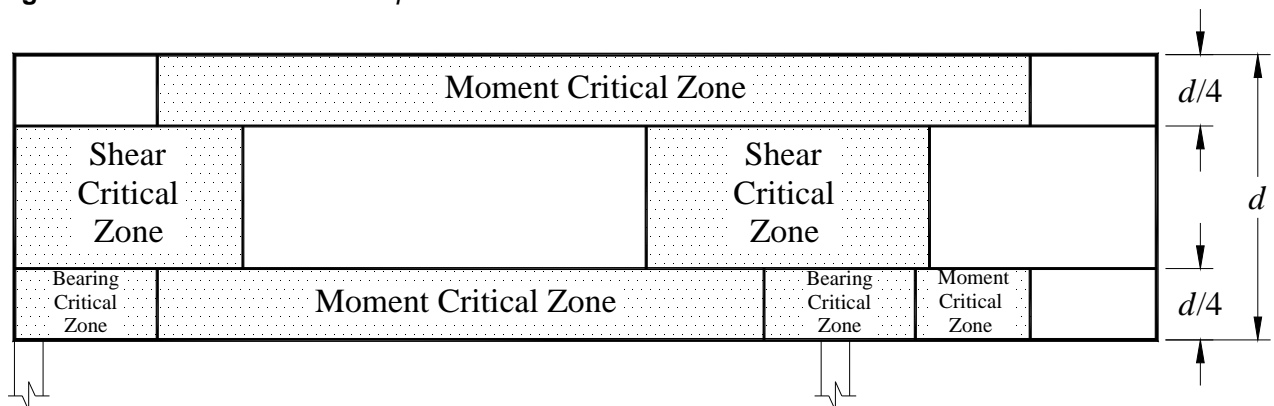 Moment Critical Zone
d/4
Shear
Critical
Zone
Shear
Critical
Zone
d
Bearing
Critical
Zone
Moment Critical Zone
Bearing
Critical
Zone
Moment
Critical
Zone
d/4